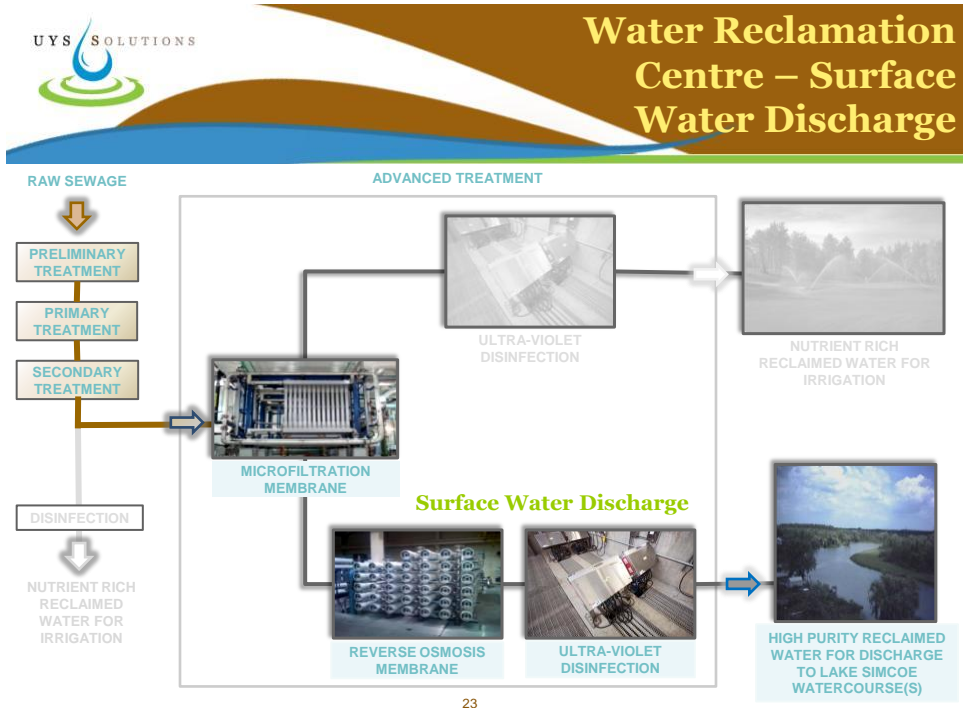 UYS SOLUTIONS
Water Reclamation
Centre – Surface
Water Discharge
RAW SEWAGE
ADVANCED TREATMENT
PRELIMINARY
TREATMENT
PRIMARY
TREATMENT
SECONDARY
TREATMENT
DISINFECTION
NUTRIENT RICH
RECLAIMED
WATER FOR
IRRIGATION
MICROFILTRATION
MEMBRANE
ULTRA-VIOLET
DISINFECTION
NUTRIENT RICH
RECLAIMED WATER FOR
IRRIGATION
Surface Water Discharge
REVERSE OSMOSIS
MEMBRANE
ULTRA-VIOLET
DISINFECTION
HIGH PURITY RECLAIMED
WATER FOR DISCHARGE
TO LAKE SIMCOE
WATERCOURSE(S)
23